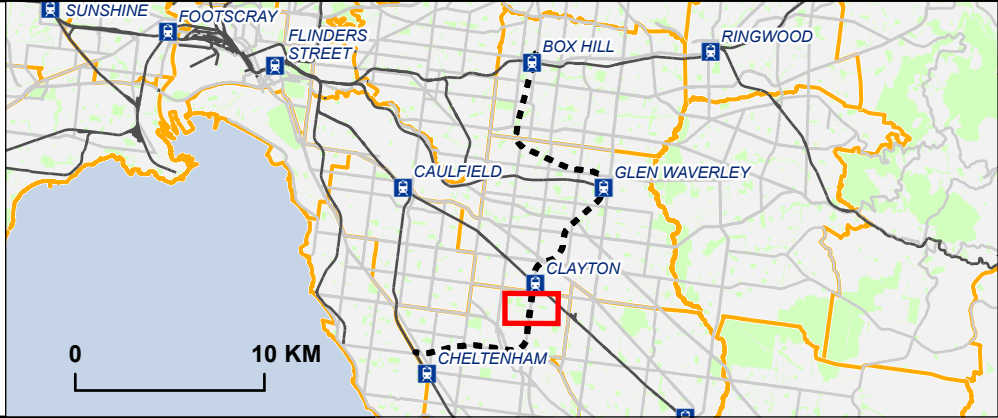 SUNSHINE
FOOTSCRAY
FLINDERS
STREET
BOX HILL
RINGWOOD
CAULFIELD
GLEN WAVERLEY
CLAYTON
0 10 KM
CHELTENHAM